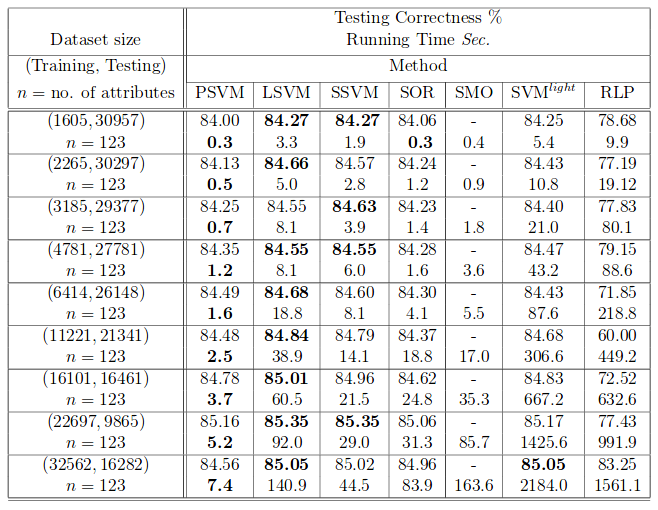 Testing Correctness %
Dataset size Running Time Sec.
(Training, Testing) Method
n = no. of attributes PSVM LSVM SSVM SOR SMO SVM^light RLP
(1605, 30957) 84.00 84.27 84.27 84.06 - 84.25 78.68
n = 123 0.3 3.3 1.9 0.3 0.4 5.4 9.9
(2265, 30297) 84.13 84.66 84.57 84.24 - 84.43 77.19
n = 123 0.5 5.0 2.8 1.2 0.9 10.8 19.12
(3185, 29377) 84.25 84.55 84.63 84.23 - 84.40 77.83
n = 123 0.7 8.1 3.9 1.4 1.8 21.0 80.1
(4781, 27781) 84.35 84.55 84.55 84.28 - 84.47 79.15
n = 123 1.2 8.1 6.0 1.6 3.6 43.2 88.6
(6414, 26148) 84.49 84.68 84.60 84.30 - 84.43 71.85
n = 123 1.6 18.8 8.1 4.1 5.5 87.6 218.8
(11221, 21341) 84.48 84.84 84.79 84.37 - 84.68 60.00
n = 123 2.5 38.9 14.1 18.8 17.0 306.6 449.2
(16101, 16461) 84.78 85.01 84.96 84.62 - 84.83 72.52
n = 123 3.7 60.5 21.5 24.8 35.3 667.2 632.6
(22697, 9865) 85.16 85.35 85.35 85.06 - 85.17 77.43
n = 123 5.2 92.0 29.0 31.3 85.7 1425.6 991.9
(32562, 16282) 84.56 85.05 85.02 84.96 - 85.05 83.25
n = 123 7.4 140.9 44.5 83.9 163.6 2184.0 1561.1